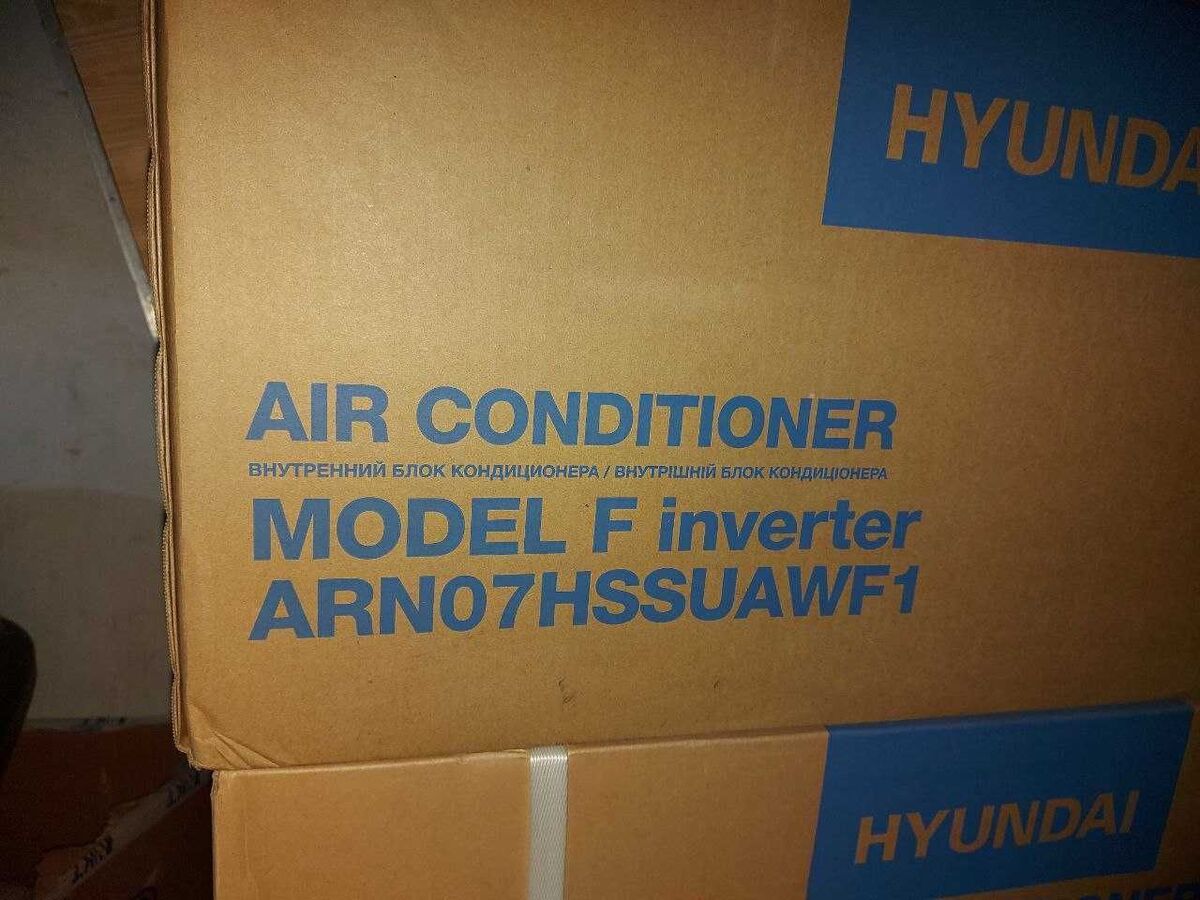 HYUNDA
AIR CONDITIONER
ВНУТРЕННИЙ БЛОК КОНДИЦИОНЕРА / ВНУТРІШНІЙ БЛОК КОНДИЦІОНЕРА
MODEL F inverter
ARN07HSSUAWF1
HYUNDAI